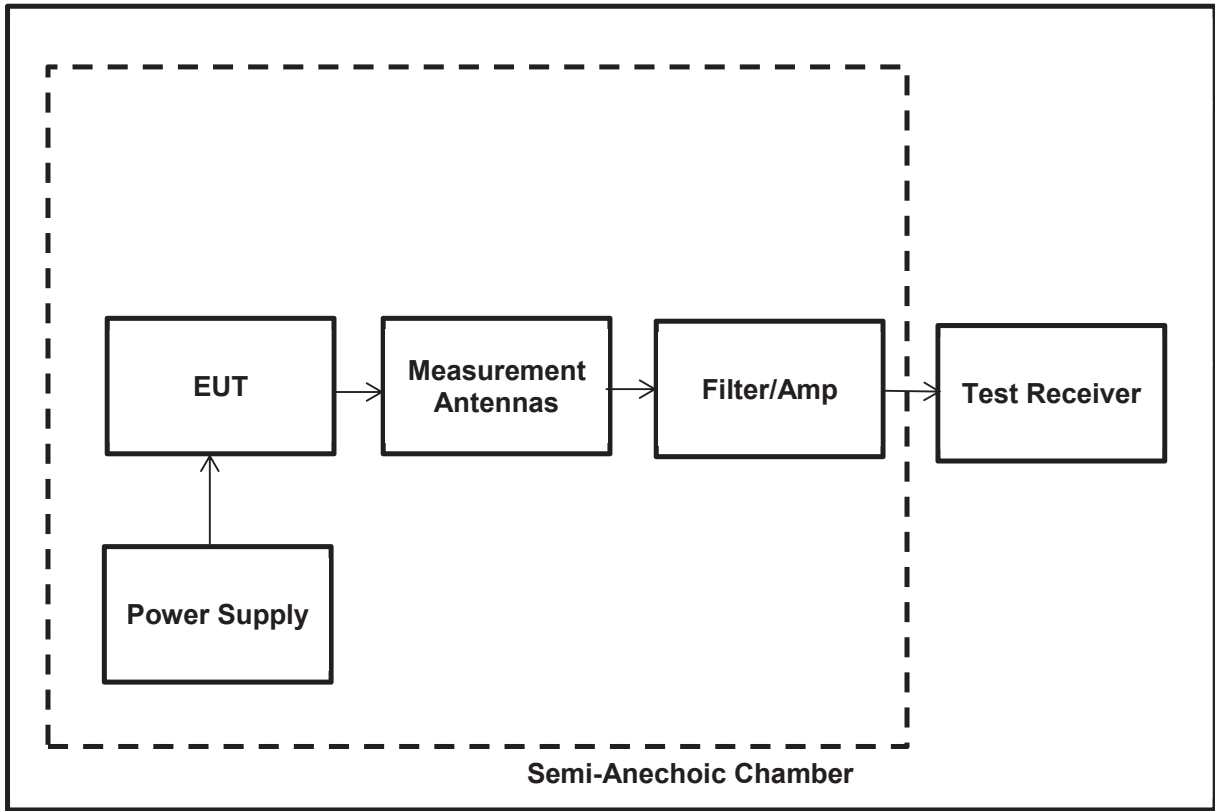 EUT
Measurement
Antennas
Filter/Amp
Test Receiver
Power Supply
Semi-Anechoic Chamber